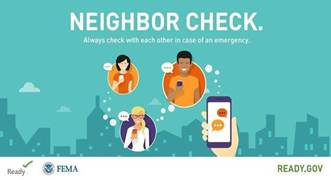 NEIGHBOR CHECK.
Always check with each other in case of an emergency.
Ready
FEMA
READY.GOV